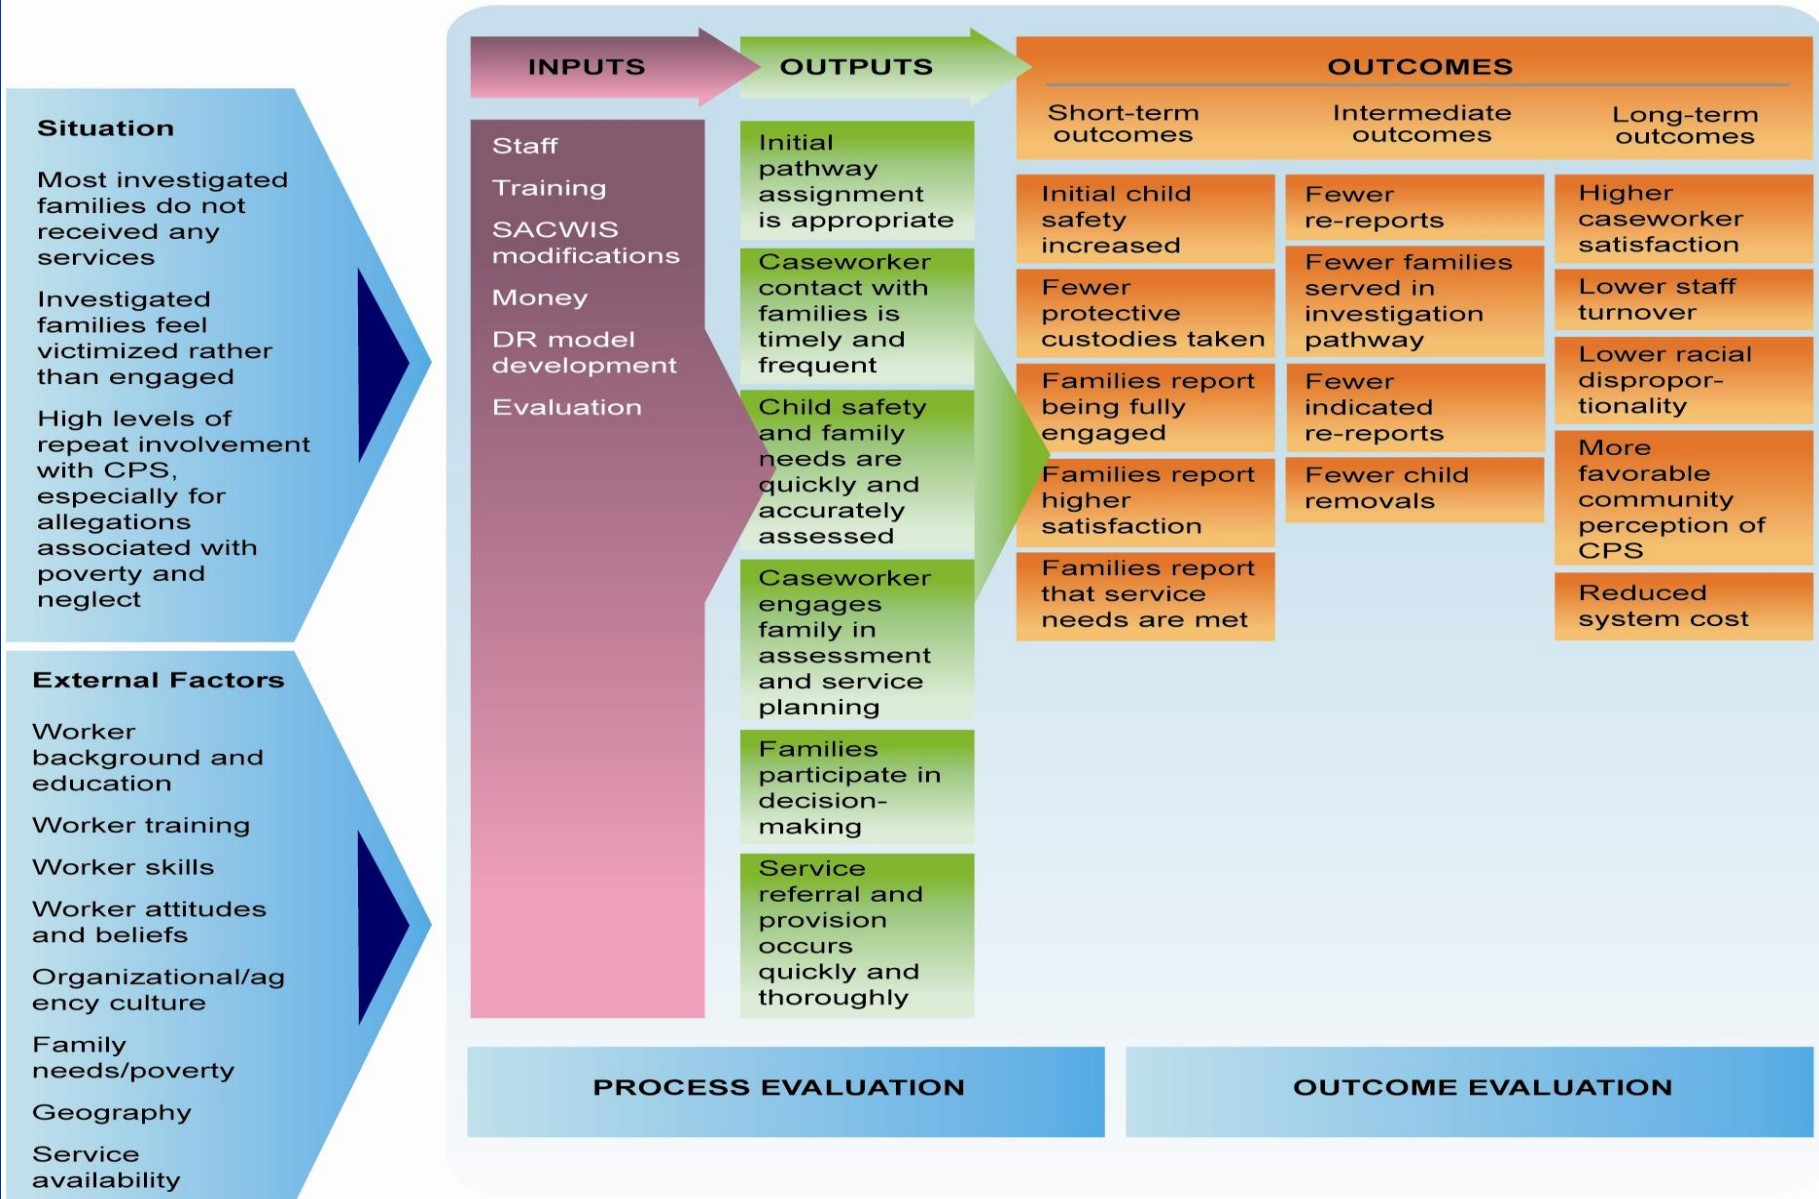 Situation
Most investigated
families do not
received any
services
Investigated
families feel
victimized rather
than engaged
High levels of
repeat involvement
with CPS,
especially for
allegations
associated with
poverty and
neglect
External Factors
Worker
background and
education
Worker training
Worker skills
Worker attitudes
and beliefs
Organizational/ag
ency culture
Family
needs/poverty
Geography
Service
availability
INPUTS
Staff
Training
SACWIS
modifications
Money
DR model
development
Evaluation
OUTPUTS
Initial
pathway
assignment
is appropriate
Caseworker
contact with
families is
timely and
frequent
Child safety
and family
needs are
quickly and
accurately
assessed
Caseworker
engages
family in
assessment
and service
planning
Families
participate in
decision-
making
Service
referral and
provision
occurs
quickly and
thoroughly
OUTCOMES
Short-term
outcomes
Initial child
safety
increased
Fewer
protective
custodies taken
Families report
being fully
engaged
Families report
higher
satisfaction
Families report
that service
needs are met
Intermediate
outcomes
Fewer
re-reports
Fewer families
served in
investigation
pathway
Fewer
indicated
re-reports
Fewer child
removals
Long-term
outcomes
Higher
caseworker
satisfaction
Lower staff
turnover
Lower racial
dispropor-
tionality
More
favorable
community
perception of
CPS
Reduced
system cost
PROCESS EVALUATION
OUTCOME EVALUATION